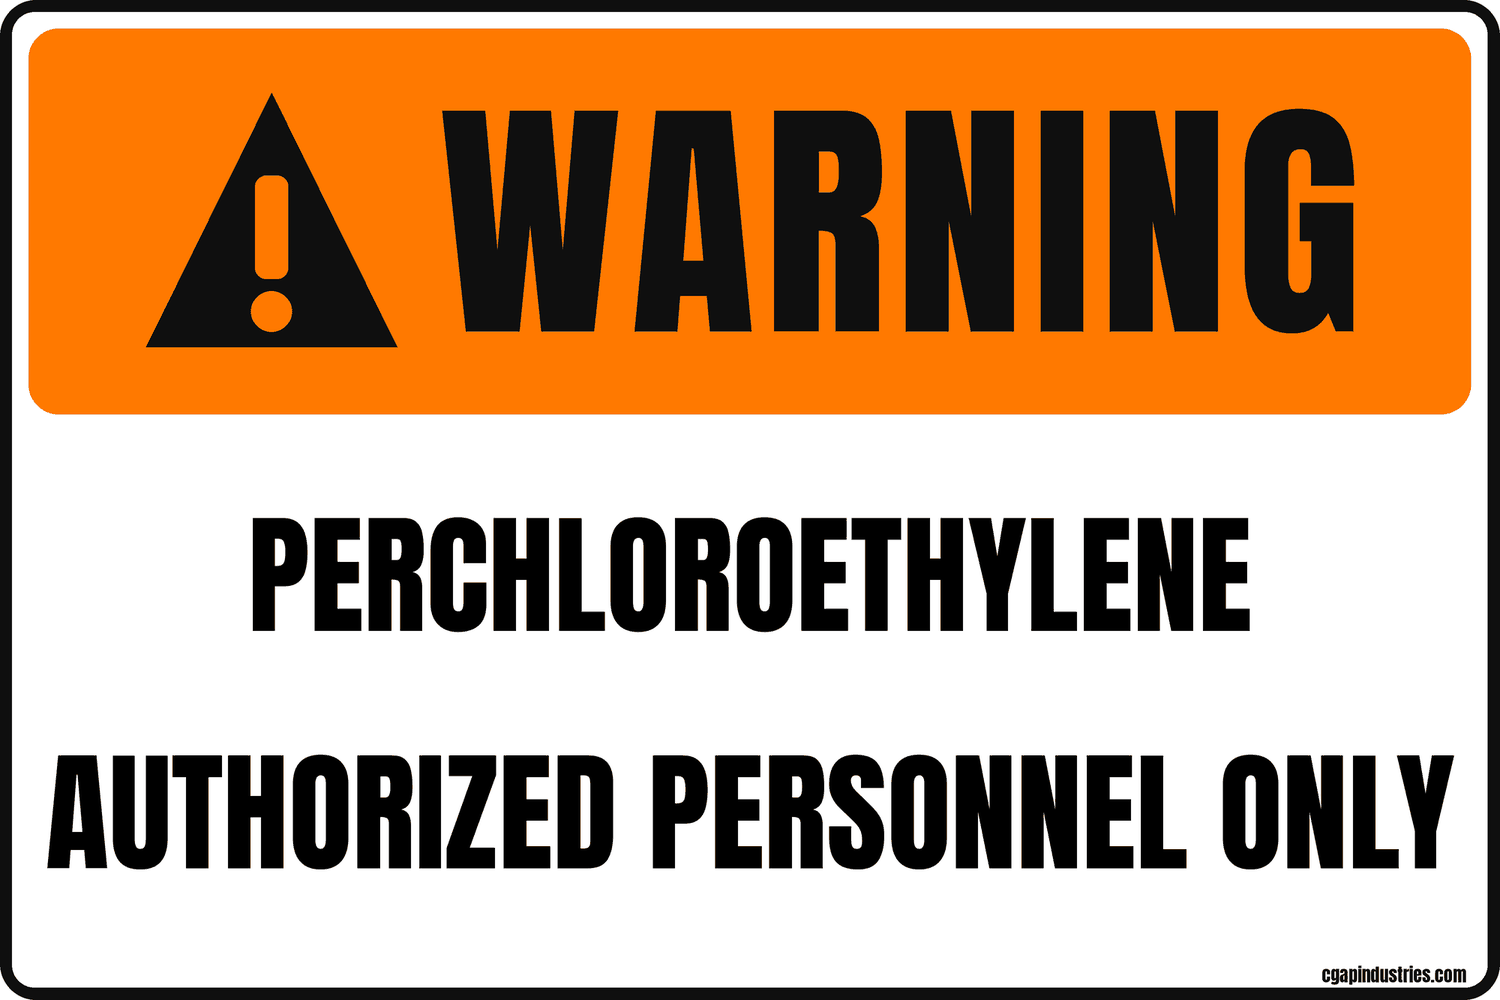 WARNING
PERCHLOROETHYLENE
AUTHORIZED PERSONNEL ONLY
cgapindustries.com